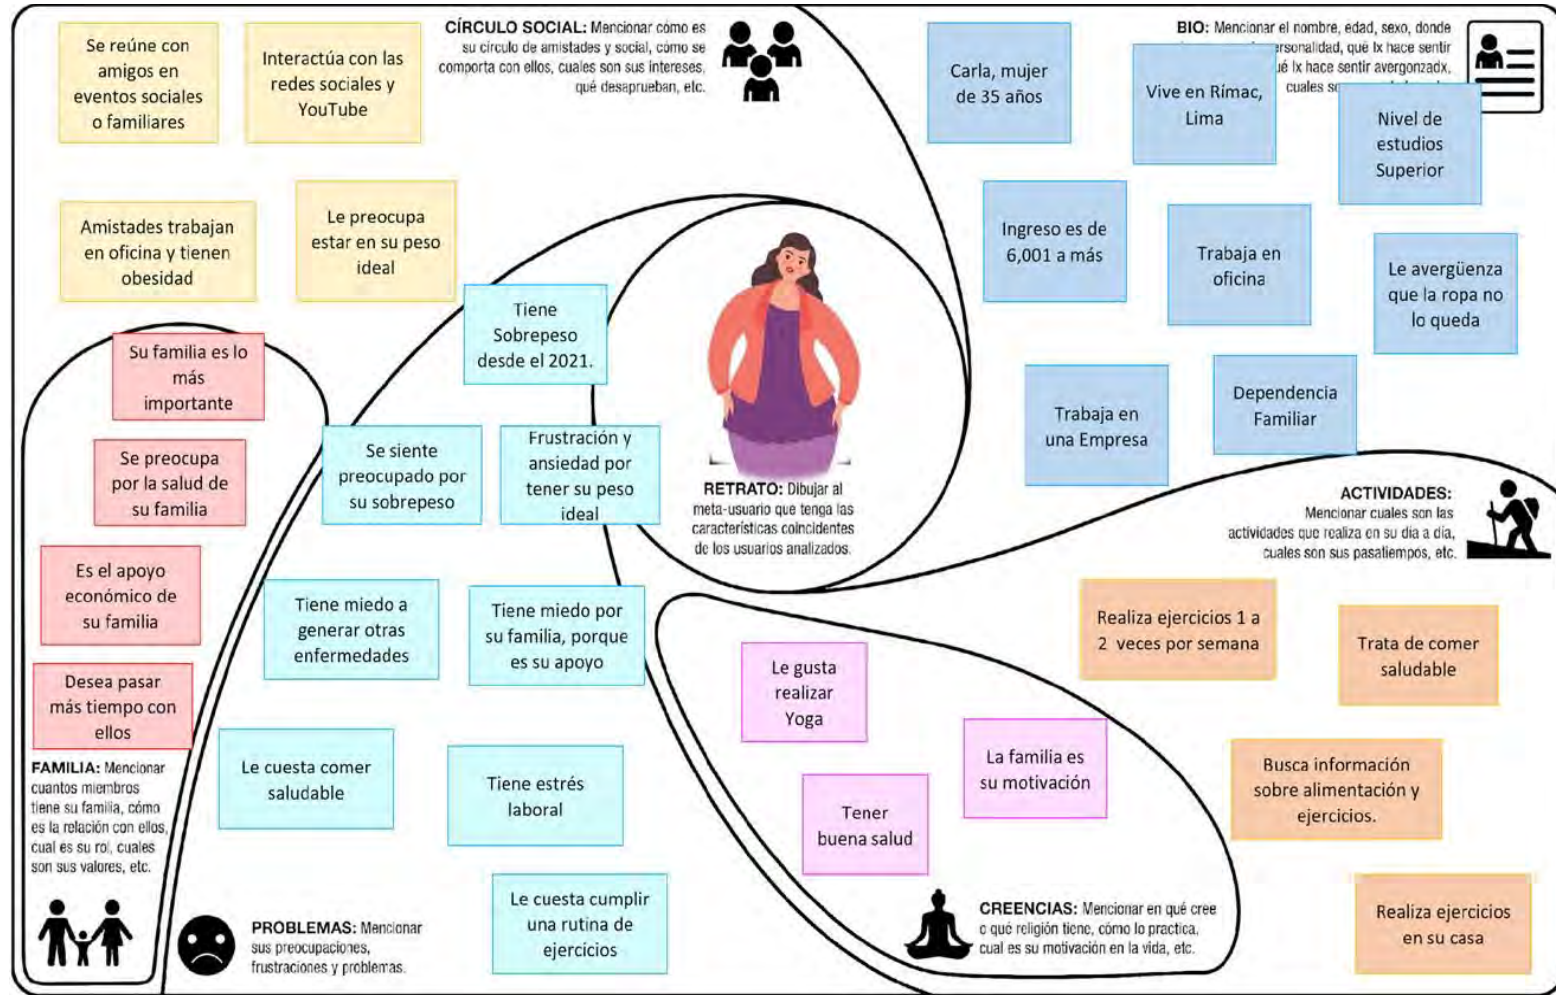 Se reúne con
amigos en
eventos sociales
o familiares
Interactúa con las
redes sociales y
YouTube
CÍRCULO SOCIAL: Mencionar cómo es
su círculo de amistades y social, cómo se
comporta con ellos, cuales son sus intereses,
qué desaprueban, etc.
Amistades trabajan
en oficina y tienen
obesidad
Le preocupa
estar en su peso
ideal
BIO: Mencionar el nombre, edad, sexo, donde
ersonalidad, qué lx hace sentir
ué lx hace sentir avergonzadx,
cuales
Carla, mujer
de 35 años
Vive en Rímac,
Lima
Nivel de
estudios
Superior
Ingreso es de
6,001 a más
Trabaja en
oficina
Le avergüenza
que la ropa no
lo queda
Trabaja en
una Empresa
Dependencia
Familiar
Su familia es lo
más
importante
Se preocupa
por la salud de
su familia
Es el apoyo
económico de
su familia
Desea pasar
más tiempo con
ellos
FAMILIA: Mencionar
cuantos miembros
tiene su familia, cómo
es la relación con ellos,
cual es su rol, cuales
son sus valores, etc.
Tiene
Sobrepeso
desde el 2021.
Se siente
preocupado por
su sobrepeso
Frustración y
ansiedad por
tener su peso
ideal
Tiene miedo a
generar otras
enfermedades
Tiene miedo por
su familia, porque
es su apoyo
Le cuesta comer
saludable
Tiene estrés
laboral
Le cuesta cumplir
una rutina de
ejercicios
PROBLEMAS: Mencionar
sus preocupaciones,
frustraciones y problemas.
RETRATO: Dibujar al
meta-usuario que tenga las
características coincidentes
de los usuarios analizados.
Le gusta
realizar
Yoga
La familia es
su motivación
Tener
buena salud
CREENCIAS: Mencionar en qué cree
o qué religión tiene, cómo lo practica,
cual es su motivación en la vida, etc.
ACTIVIDADES:
Mencionar cuales son las
actividades que realiza en su día a día,
cuales son sus pasatiempos, etc.
Realiza ejercicios 1 a
2 veces por semana
Trata de comer
saludable
Busca información
sobre alimentación y
ejercicios.
Realiza ejercicios
en su casa